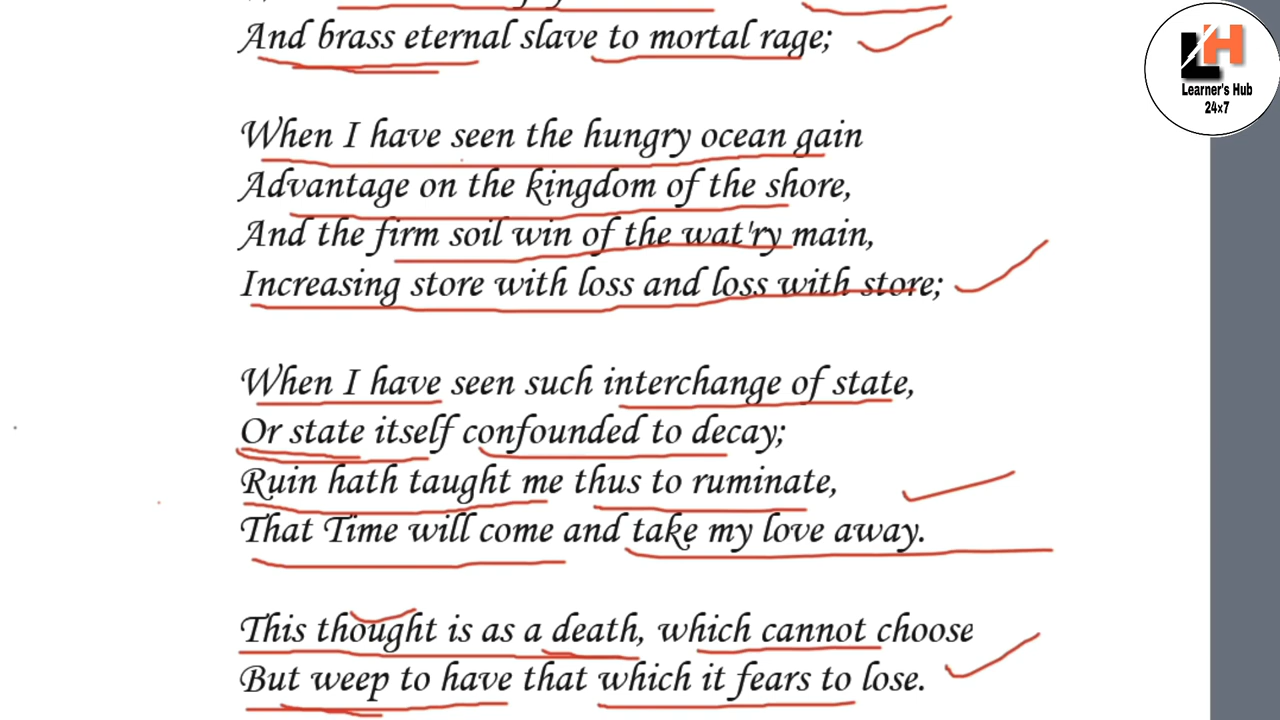 And brass eternal slave to mortal rage;
When I have seen the hungry ocean gain
Advantage on the kingdom of the shore,
And the firm soil win of the wat'ry main,
Increasing store with loss and loss with store;
When I have seen such interchange of state,
Or state itself confounded to decay;
Ruin hath taught me thus to ruminate,
That Time will come and take my love away.
This thought is as a death, which cannot choose
But weep to have that which it fears to lose.
LH
Learner's Hub
24x7